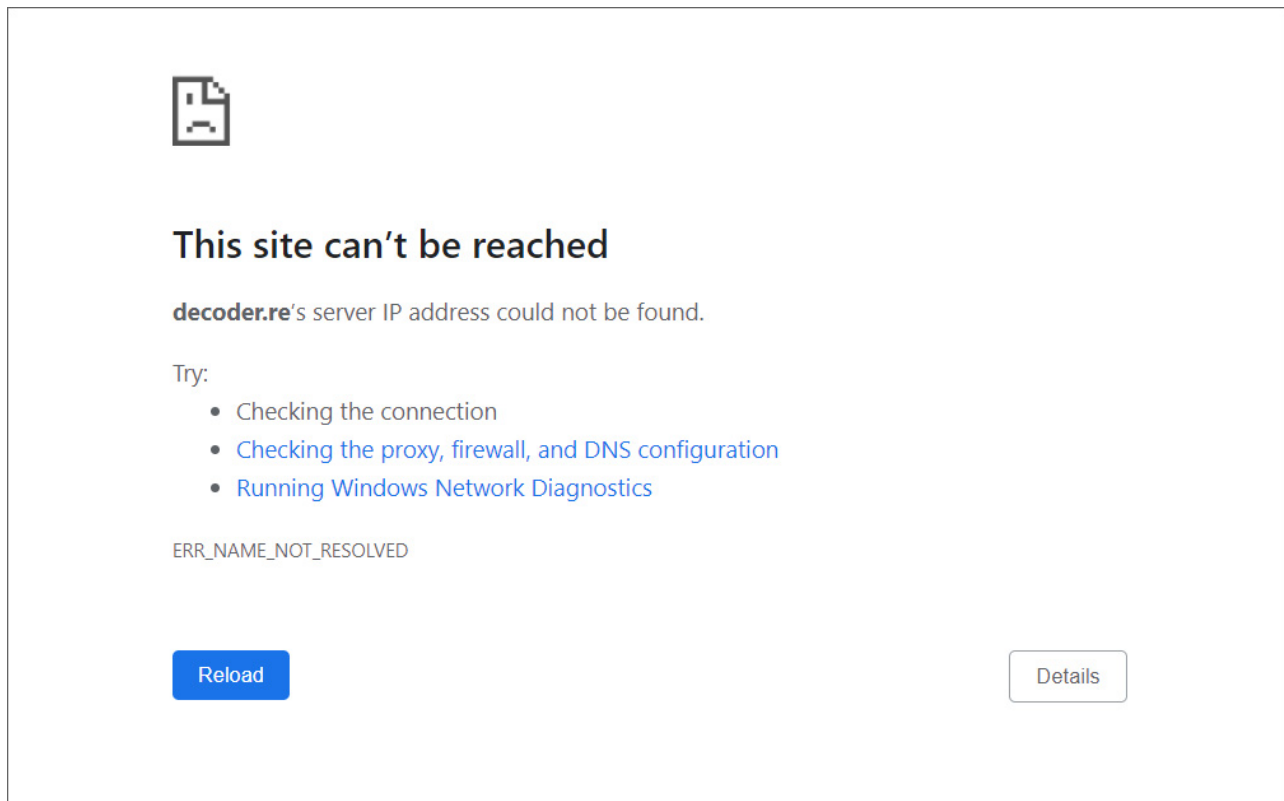 This site can’t be reached
decoder.re’s server IP address could not be found.
Try:
• Checking the connection
• Checking the proxy, firewall, and DNS configuration
• Running Windows Network Diagnostics
ERR_NAME_NOT_RESOLVED
Reload
Details